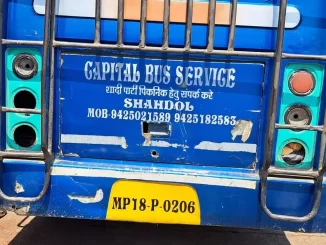 CAPITAL BUS SERVICE
शादी पार्टी पिकनिक हेतु संपर्क करें
SHAHDOL
MOB-9425021589 9425182583
MP18-P-0206